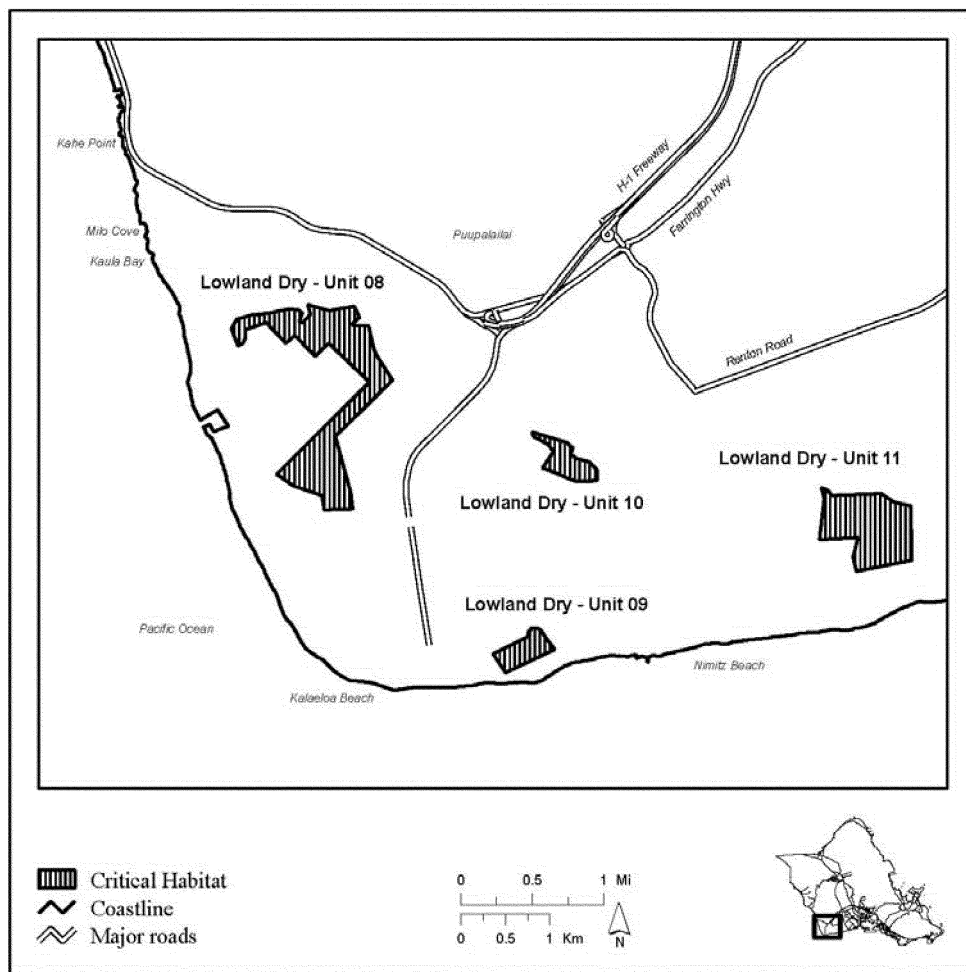 Kahe Point
H-1 Freeway
Farrington Hwy
Milo Cove
Puupalailai
Kaula Bay
Lowland Dry - Unit 08
Renton Road
Lowland Dry - Unit 11
Lowland Dry - Unit 10
Lowland Dry - Unit 09
Pacific Ocean
Nimitz Beach
Kalaeloa Beach
Critical Habitat
Coastline
Major roads
0 0.5 1 Mi
0 0.5 1 Km
N